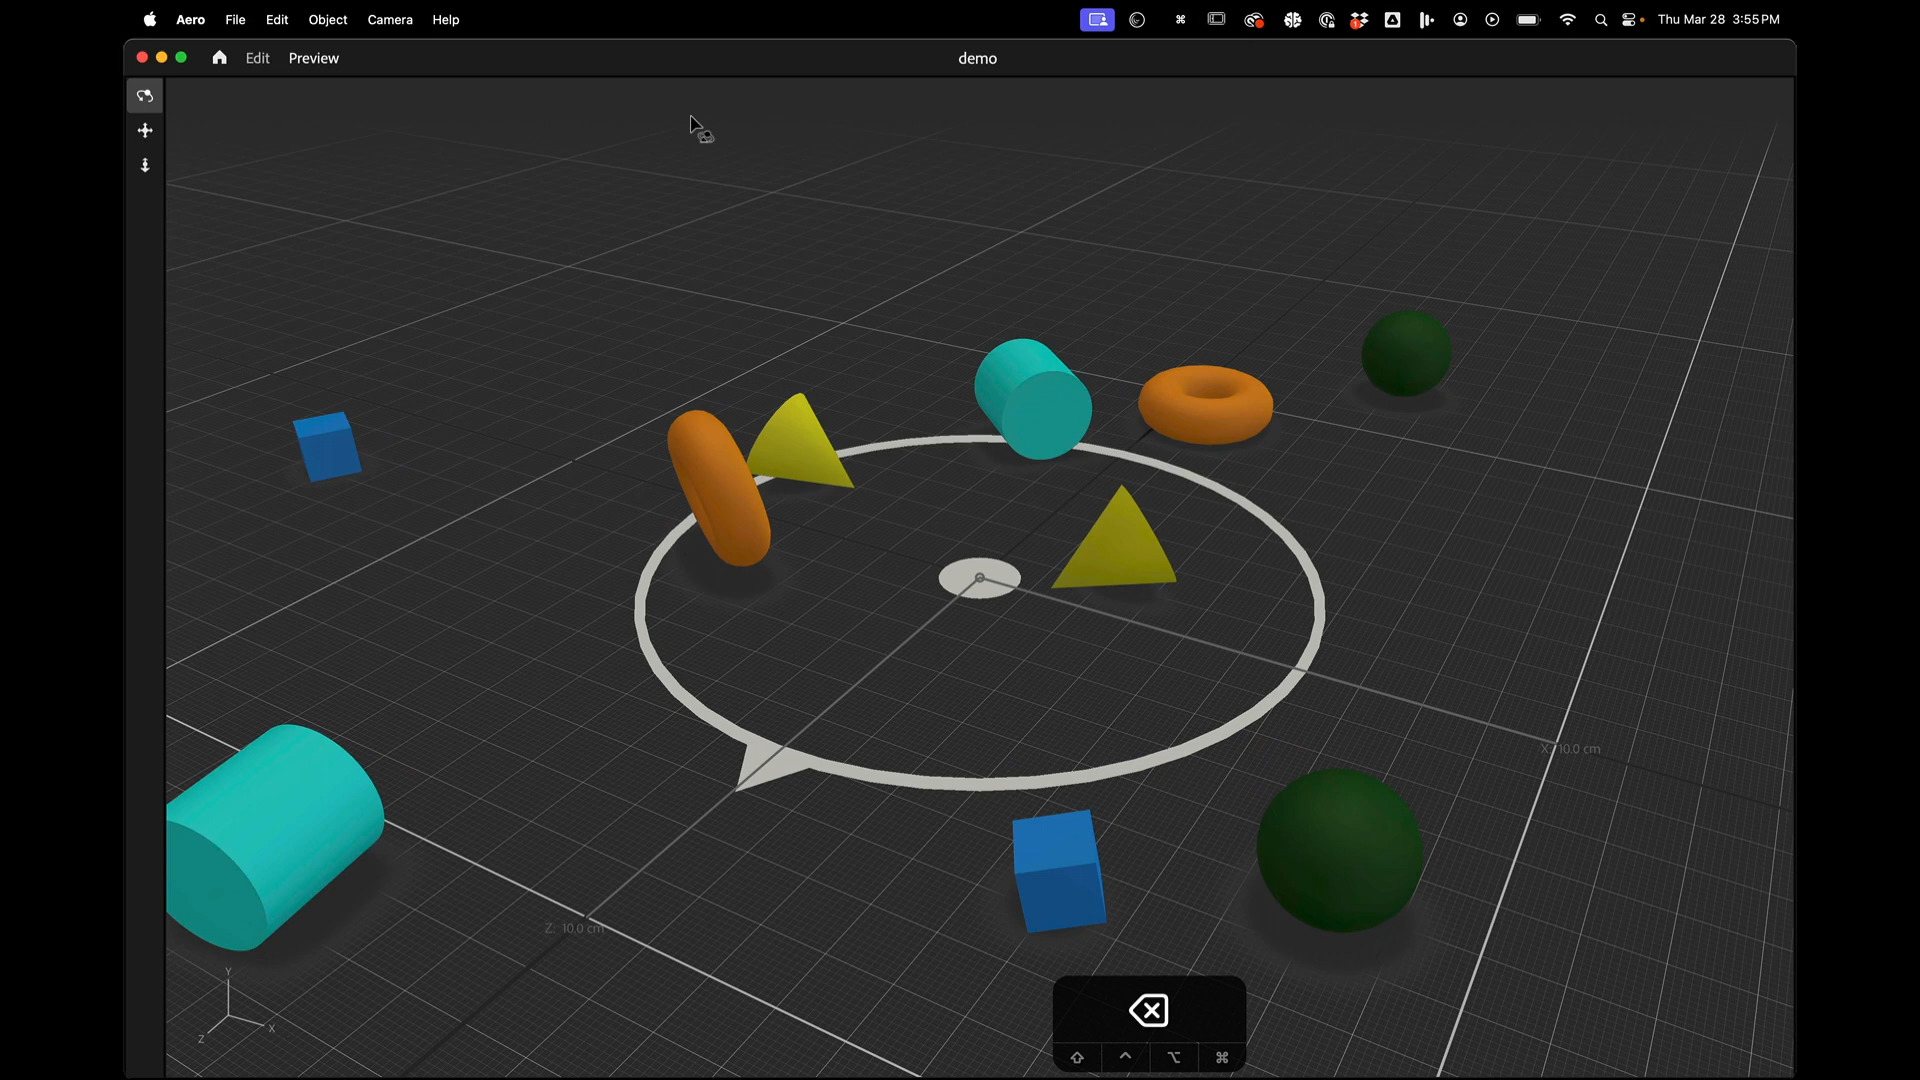 Aero File Edit Object Camera Help Thu Mar 28 3:55 PM
Edit Preview demo
X: 10.0 cm
Z: 10.0 cm
Y
X
Z